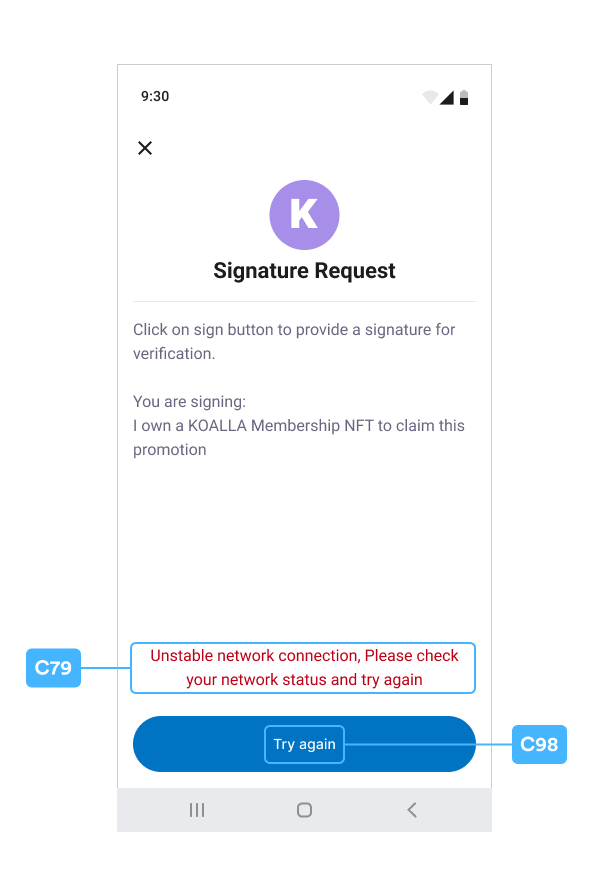 9:30
K
Signature Request
Click on sign button to provide a signature for
verification.
You are signing:
I own a KOALLA Membership NFT to claim this
promotion
C79
Unstable network connection, Please check
your network status and try again
Try again
C98